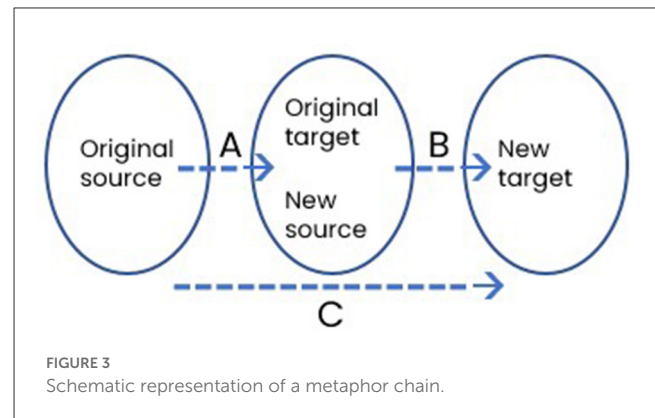 Original
source
A
Original
target
New
source
B
New
target
C
FIGURE 3
Schematic representation of a metaphor chain.